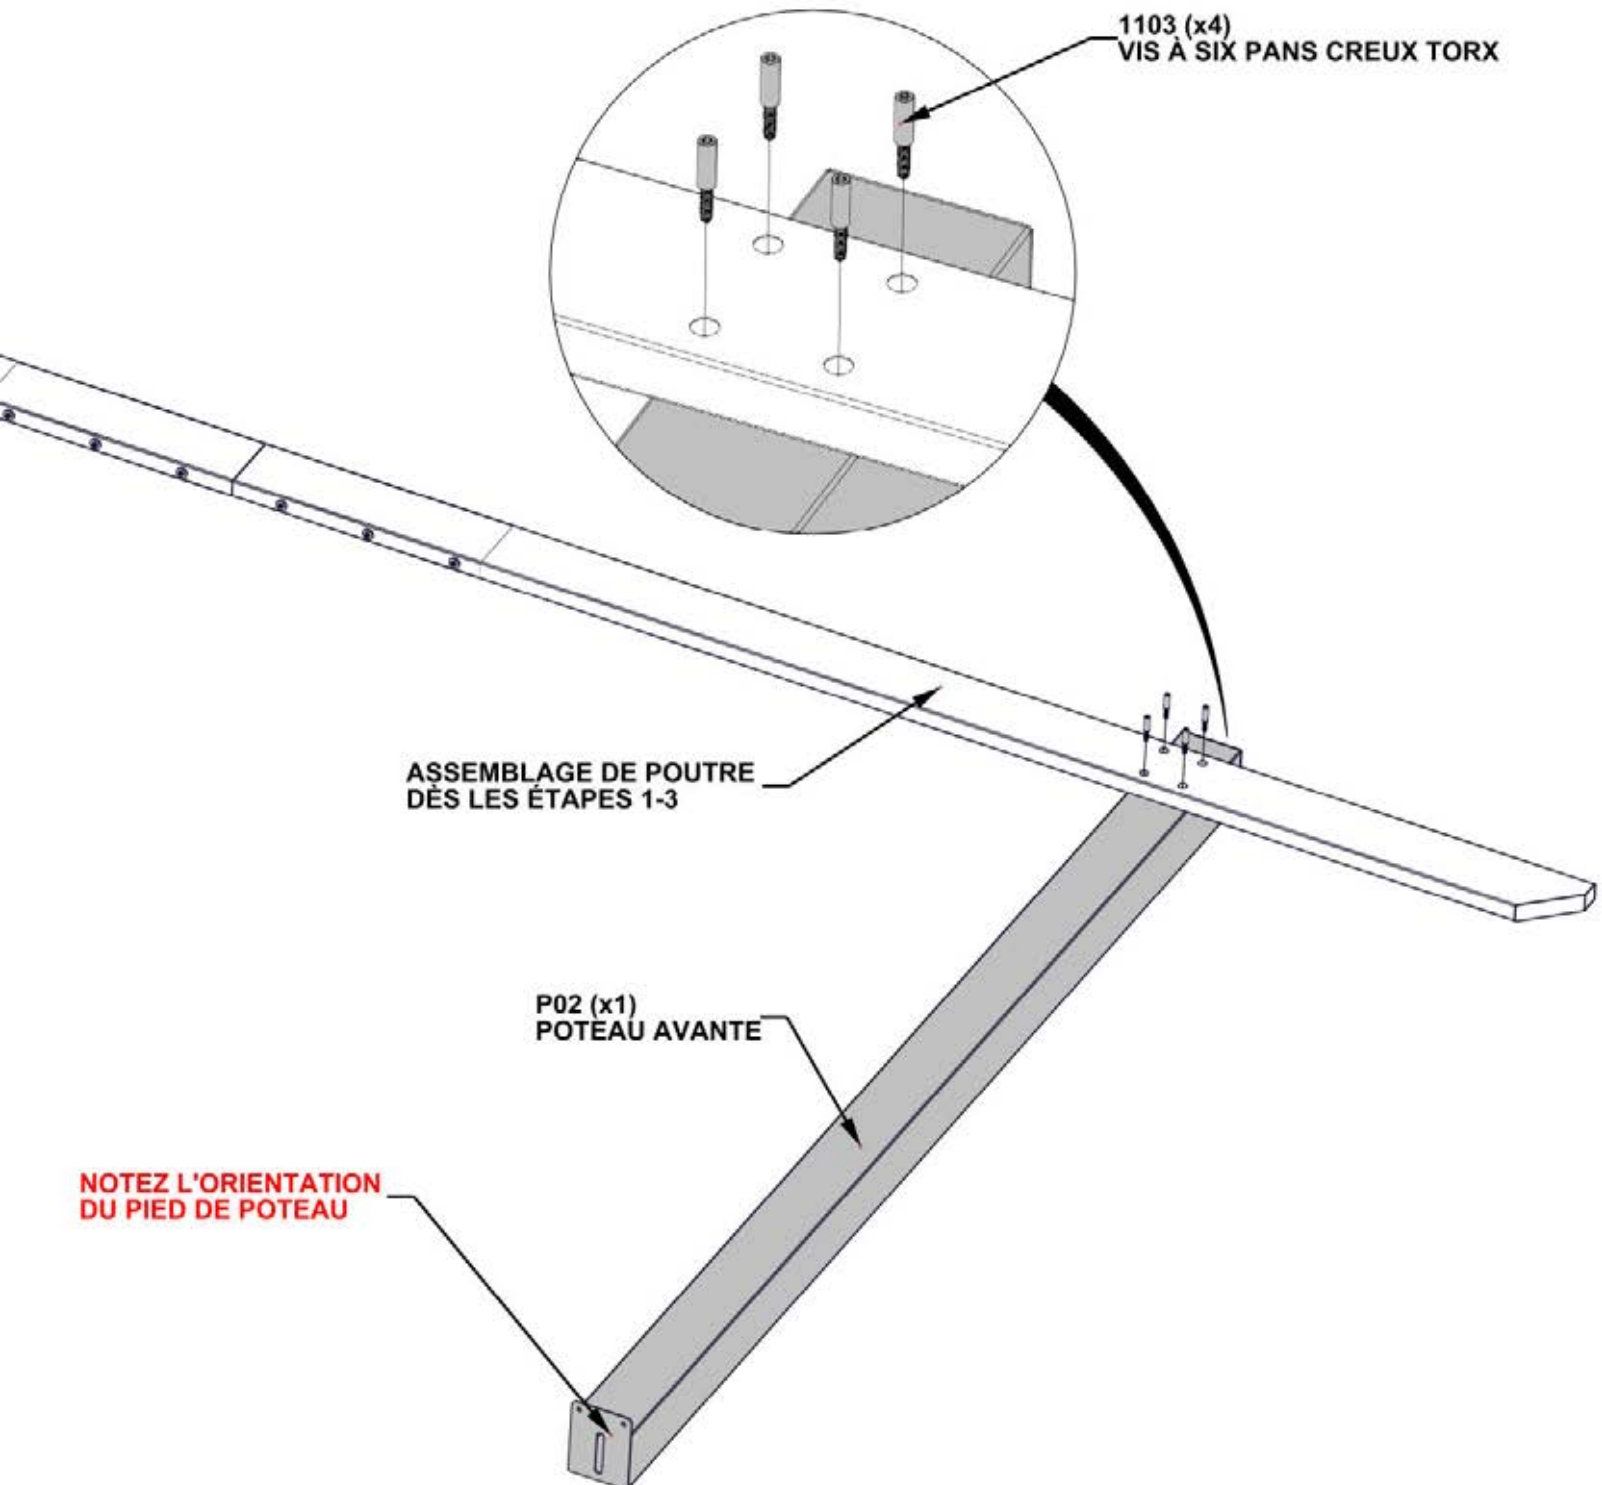 1103 (x4)
VIS À SIX PANS CREUX TORX
ASSEMBLAGE DE POUTRE
DÈS LES ÉTAPES 1-3
P02 (x1)
POTEAU AVANTE
NOTEZ L'ORIENTATION
DU PIED DE POTEAU